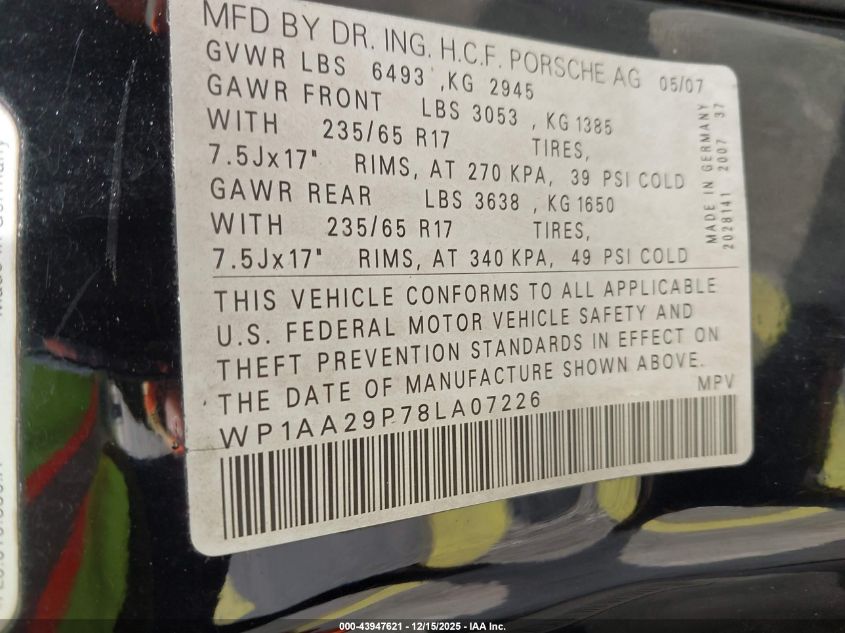 MFD BY DR. ING. H.C.F. PORSCHE AG 05/07
GVWR LBS 6493 ,KG 2945
GAWR FRONT LBS 3053 , KG 1385
WITH 235/65 R17 TIRES,
7.5Jx17" RIMS, AT 270 KPA, 39 PSI COLD
GAWR REAR LBS 3638 , KG 1650
WITH 235/65 R17 TIRES,
7.5Jx17" RIMS, AT 340 KPA, 49 PSI COLD
MADE IN GERMANY
2028141 2007 37
THIS VEHICLE CONFORMS TO ALL APPLICABLE
U.S. FEDERAL MOTOR VEHICLE SAFETY AND
THEFT PREVENTION STANDARDS IN EFFECT ON
THE DATE OF MANUFACTURE SHOWN ABOVE.
WP1AA29P78LA07226 MPV
000-43947621 - 12/15/2025 - IAA Inc.